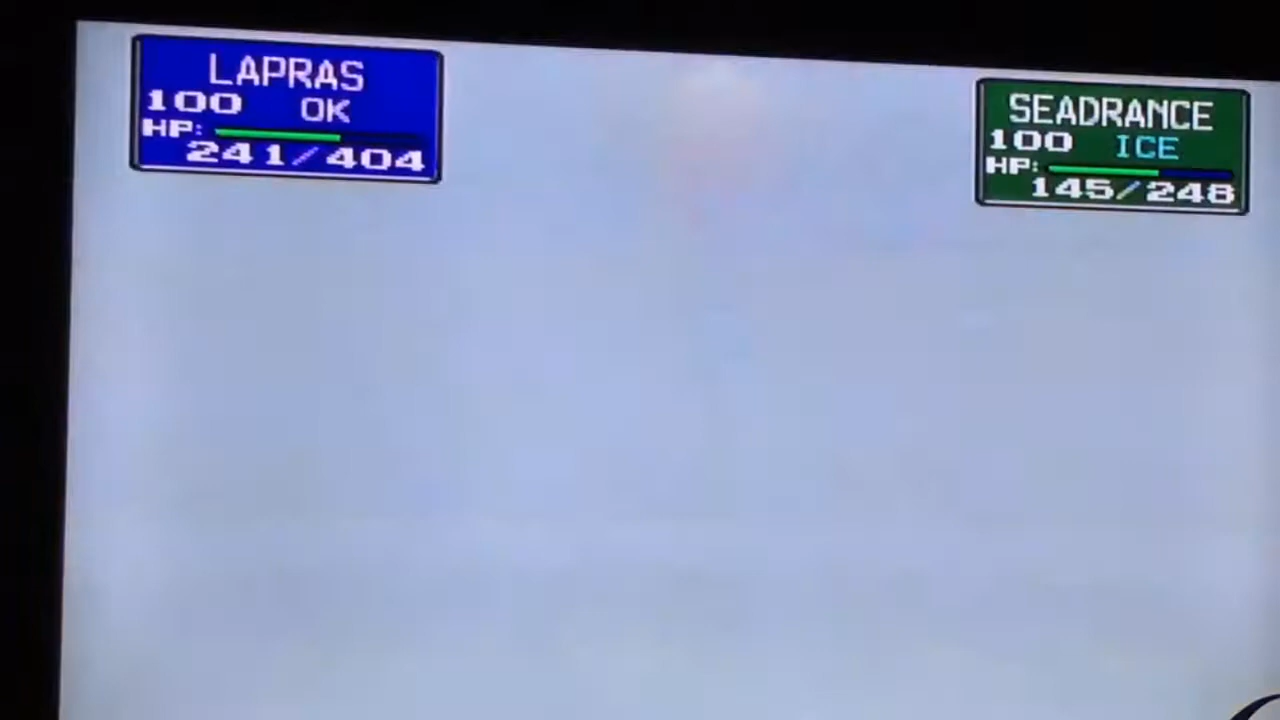 LAPRAS
100 OK
HP:
241/404
SEADRANCE
100 ICE
HP:
145/248